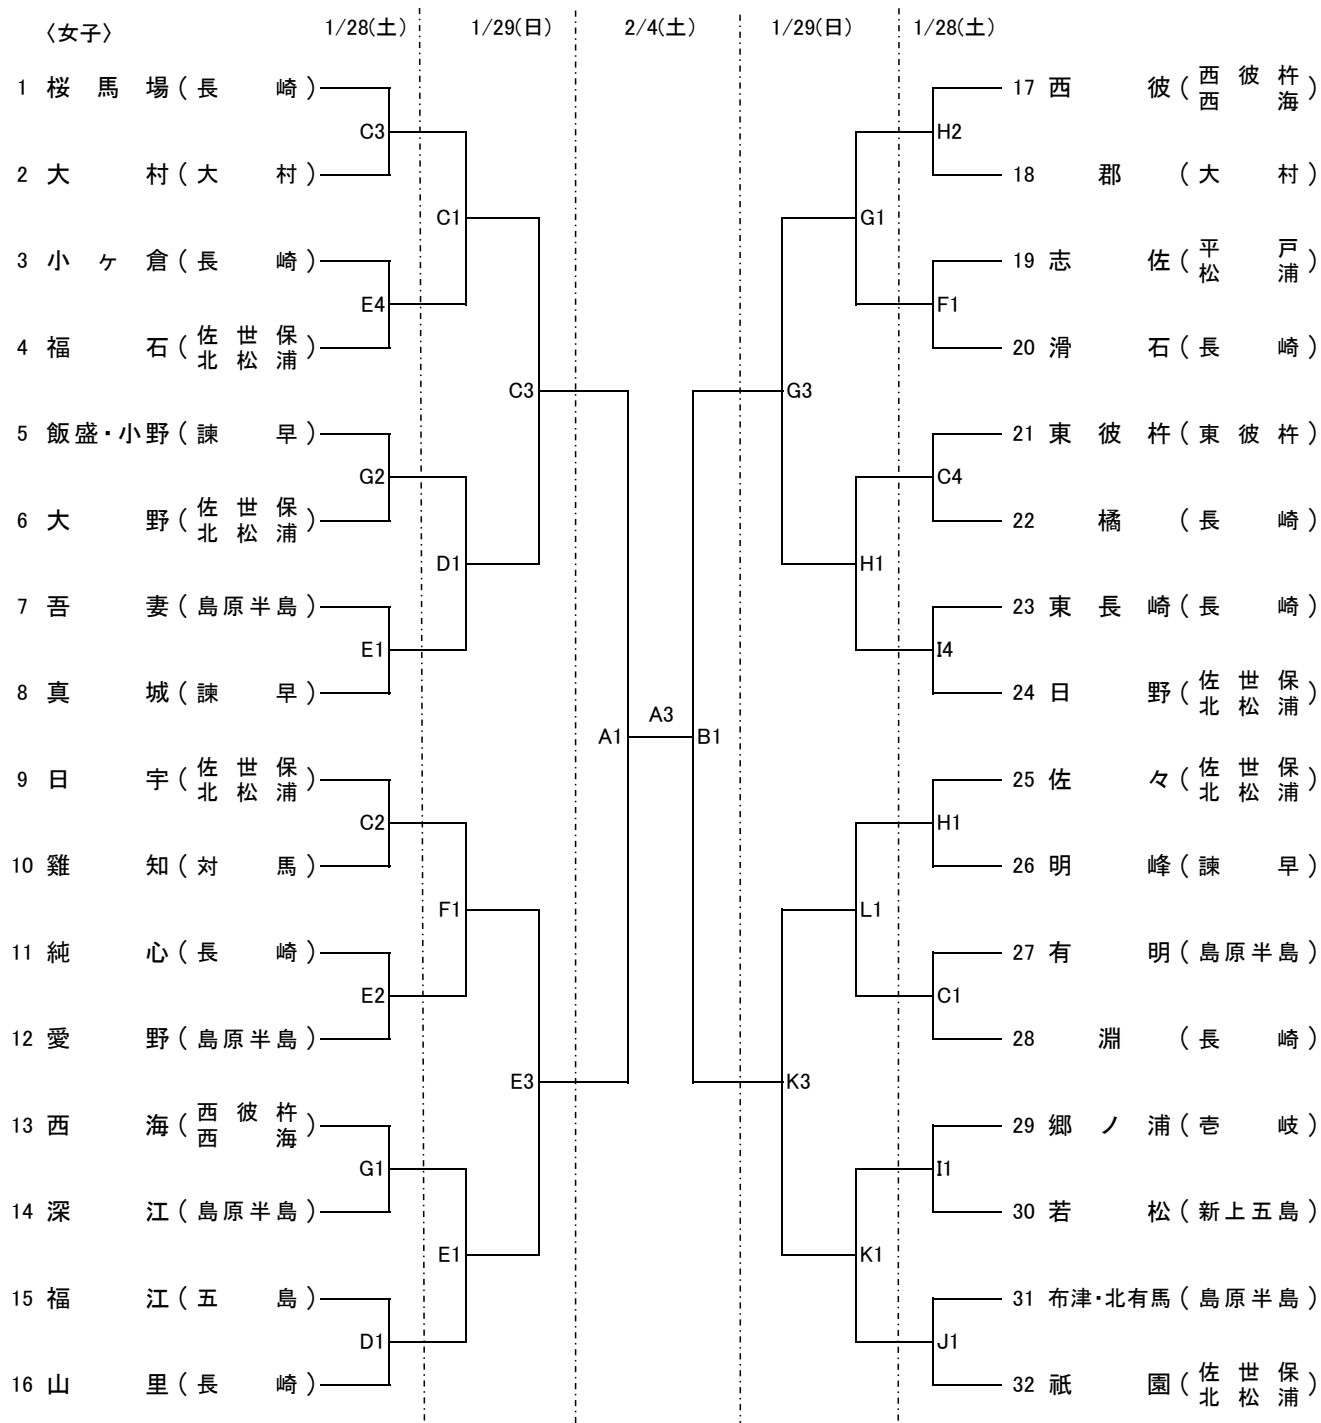 〈女子〉
1/28(土) 1/29(日) 2/4(土) 1/29(日) 1/28(土)
1 桜馬場(長崎)
2 大村(大村)
3 小ヶ倉(長崎)
4 福石(佐世保 北松浦)
5 飯盛・小野(諫早)
6 大野(佐世保 北松浦)
7 吾妻(島原半島)
8 真城(諫早)
9 日宇(佐世保 北松浦)
10 雞知(対馬)
11 純心(長崎)
12 愛野(島原半島)
13 西海(西彼杵 西海)
14 深江(島原半島)
15 福江(五島)
16 山里(長崎)
C3
E4
G2
E1
C2
E2
G1
D1
C1
D1
F1
E1
C3
E3
A1
A3
B1
G3
K3
G1
H1
L1
K1
H2
F1
C4
I4
H1
C1
I1
J1
17 西彼(西彼杵 西海)
18 郡(大村)
19 志佐(平戸 松浦)
20 滑石(長崎)
21 東彼杵(東彼杵)
22 橘(長崎)
23 東長崎(長崎)
24 日野(佐世保 北松浦)
25 佐々(佐世保 北松浦)
26 明峰(諫早)
27 有明(島原半島)
28 淵(長崎)
29 郷ノ浦(壱岐)
30 若松(新上五島)
31 布津・北有馬(島原半島)
32 祇園(佐世保 北松浦)